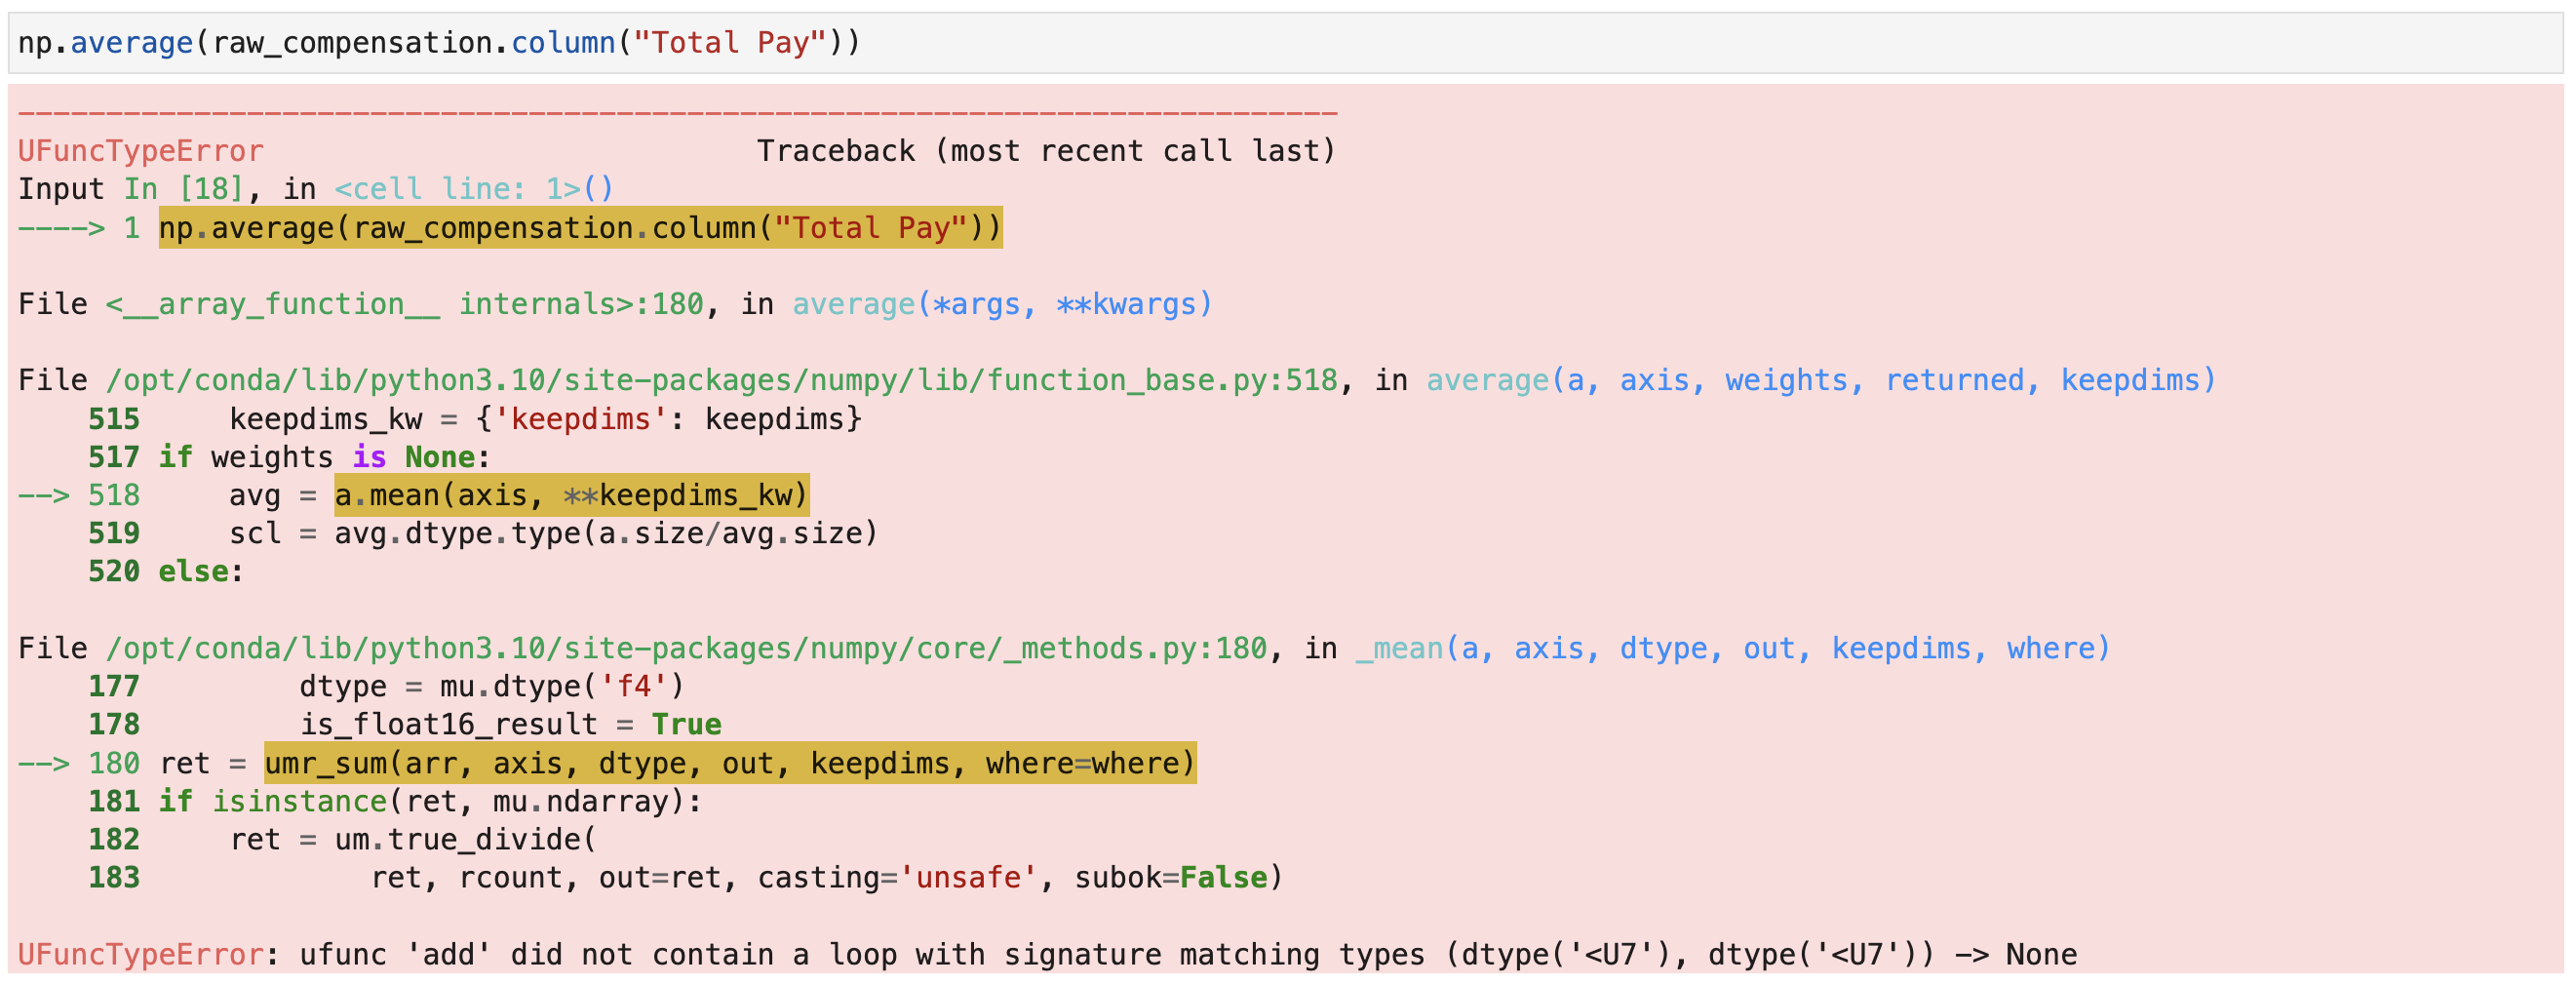 np.average(raw_compensation.column("Total Pay"))
---------------------------------------------------------------------------
UFuncTypeError                            Traceback (most recent call last)
Input In [18], in <cell line: 1>()
----> 1 np.average(raw_compensation.column("Total Pay"))
File <__array_function__ internals>:180, in average(*args, **kwargs)
File /opt/conda/lib/python3.10/site-packages/numpy/lib/function_base.py:518, in average(a, axis, weights, returned, keepdims)
    515     keepdims_kw = {'keepdims': keepdims}
    517 if weights is None:
--> 518     avg = a.mean(axis, **keepdims_kw)
    519     scl = avg.dtype.type(a.size/avg.size)
    520 else:
File /opt/conda/lib/python3.10/site-packages/numpy/core/_methods.py:180, in _mean(a, axis, dtype, out, keepdims, where)
    177         dtype = mu.dtype('f4')
    178         is_float16_result = True
--> 180 ret = umr_sum(arr, axis, dtype, out, keepdims, where=where)
    181 if isinstance(ret, mu.ndarray):
    182     ret = um.true_divide(
    183             ret, rcount, out=ret, casting='unsafe', subok=False)
UFuncTypeError: ufunc 'add' did not contain a loop with signature matching types (dtype('<U7'), dtype('<U7')) -> None